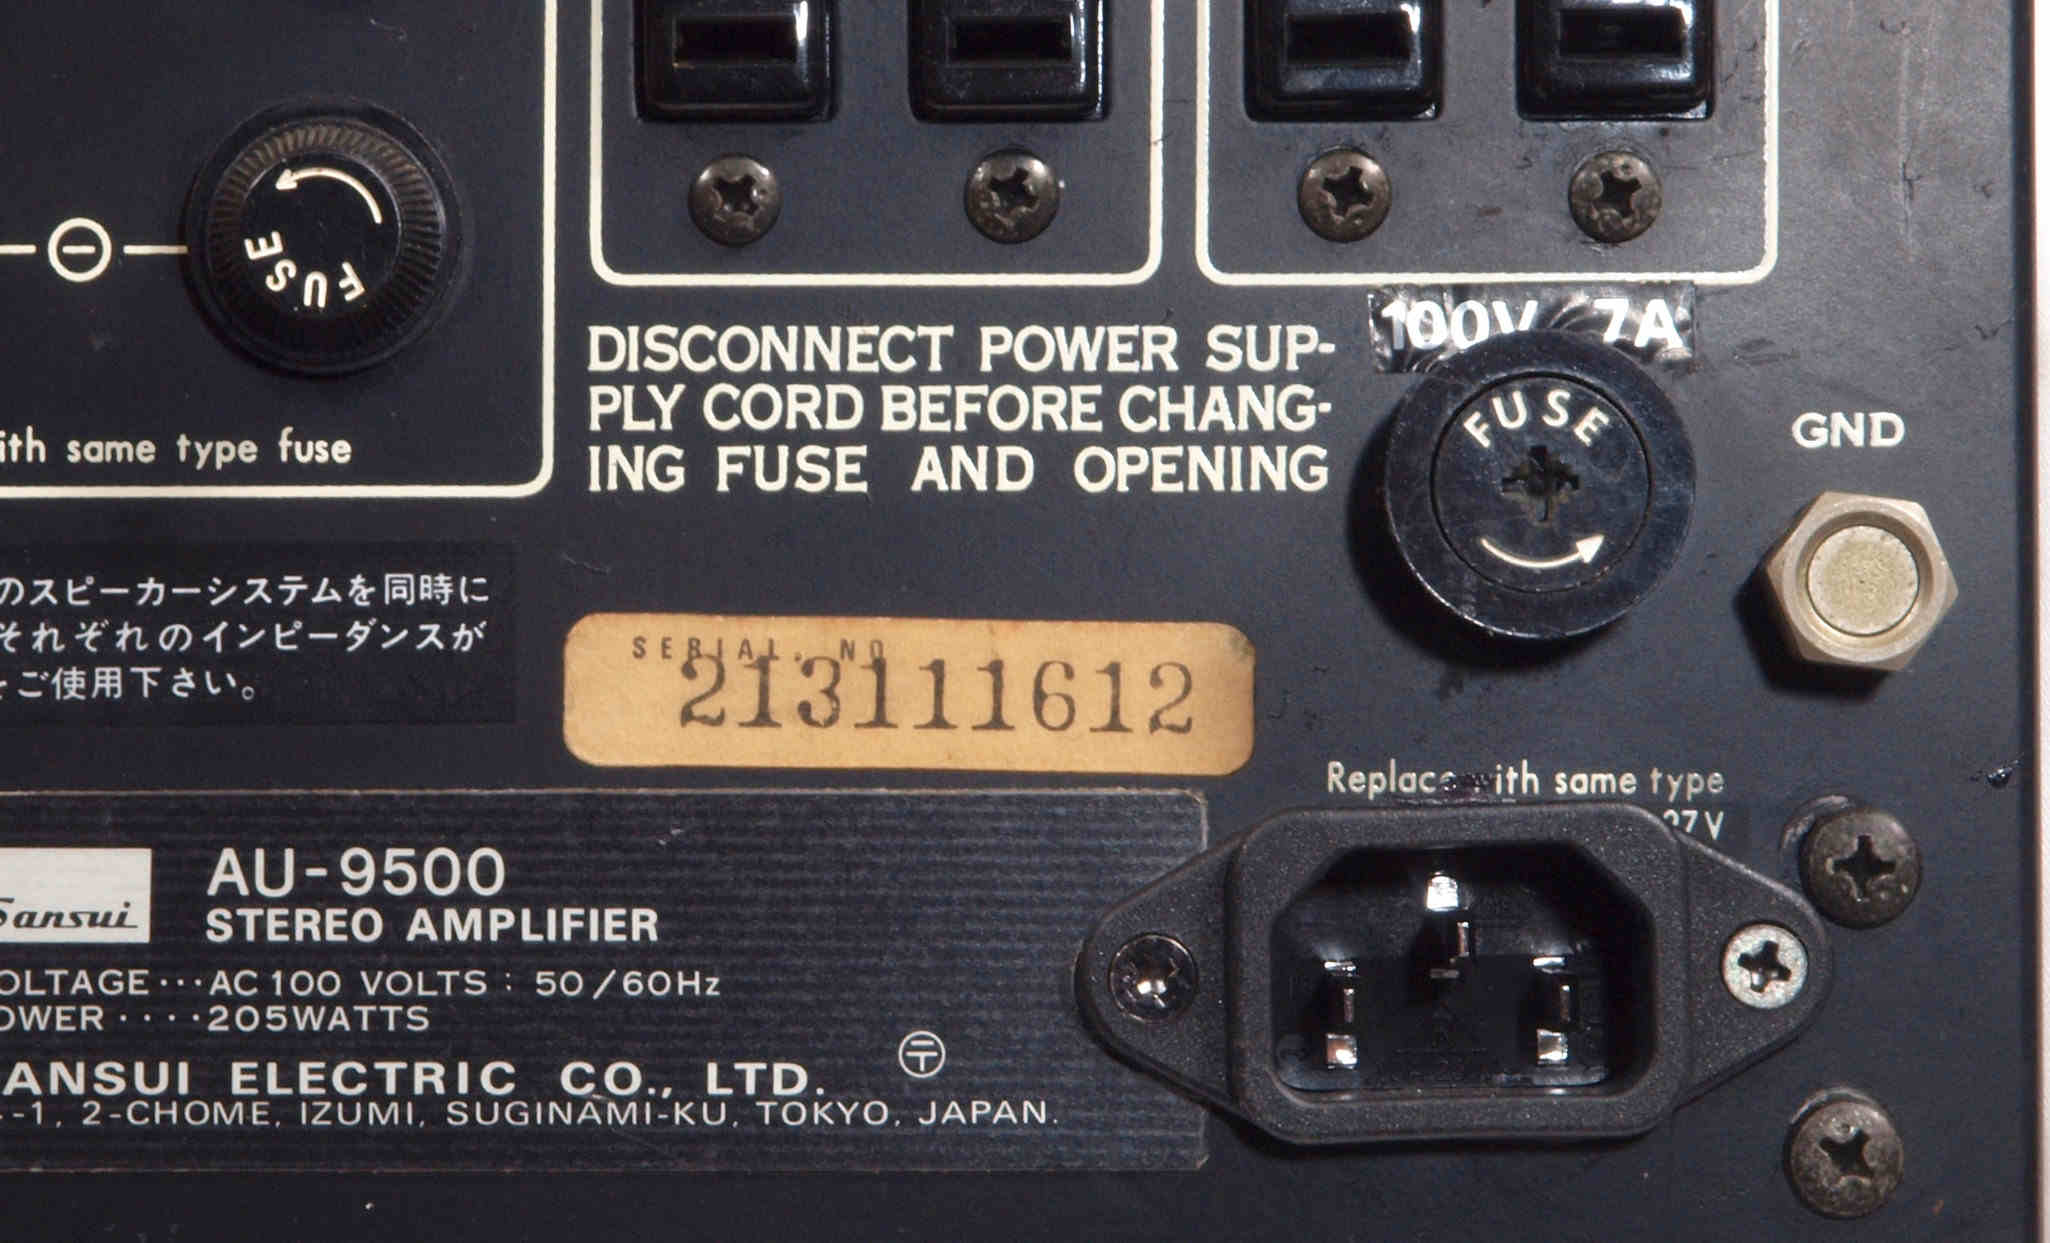 FUSE
ith same type fuse
100V 7A
DISCONNECT POWER SUP-
PLY CORD BEFORE CHANG-
ING FUSE AND OPENING
FUSE
GND
のスピーカーシステムを同時に
それぞれのインピーダンスが
ご使用下さい。
SERIAL. NO
213111612
Replace with same type
27V
Sansui
AU-9500
STEREO AMPLIFIER
OLTAGE···AC 100 VOLTS : 50/60Hz
OWER ····205WATTS
ANSUI ELECTRIC CO., LTD.
-1, 2-CHOME, IZUMI, SUGINAMI-KU, TOKYO, JAPAN.